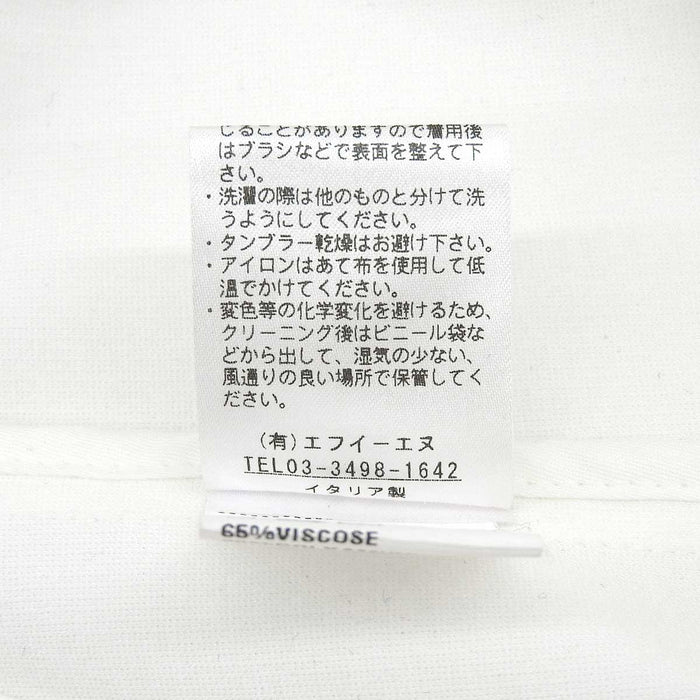 じることがありますので着用後
はブラシなどで表面を整えて下
さい。
・洗濯の際は他のものと分けて洗
うようにしてください。
・タンブラー乾燥はお避け下さい。
・アイロンはあて布を使用して低
温でかけてください。
・変色等の化学変化を避けるため、
クリーニング後はビニール袋な
どから出して、湿気の少ない、
風通りの良い場所で保管してく
ださい。
(有)エフイーエヌ
TEL03-3498-1642
イタリア製
65%VISCOSE